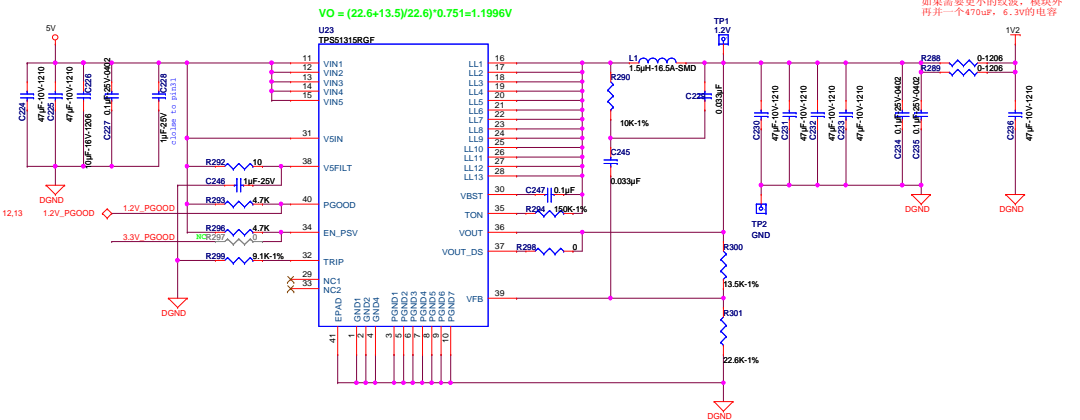 如果需要更小的纹波，模块外
再并一个470uF，6.3V的电容
VO = (22.6+13.5)/22.6)*0.751=1.1996V
5V
U23
TPS51315RGF
TP1
1.2V
1V2
C224
47µF-10V-1210
C225
47µF-10V-1210
C226
10µF-16V-1206
C227
0.1µF-25V-0402
C228
1µF-25V
clolse to pin31
DGND
11
VIN1
12
VIN2
13
VIN3
14
VIN4
15
VIN5
31
V5IN
38
V5FILT
40
PGOOD
34
EN_PSV
32
TRIP
29
NC1
33
NC2
R292
10
C246
1µF-25V
R293
4.7K
12,13
1.2V_PGOOD
1.2V_PGOOD
R296
4.7K
3.3V_PGOOD
NC
R297
0
R299
9.1K-1%
DGND
16
LL1
17
LL2
18
LL3
19
LL4
20
LL5
21
LL6
22
LL7
23
LL8
24
LL9
25
LL10
26
LL11
27
LL12
28
LL13
30
VBST
35
TON
36
VOUT
37
VOUT_DS
39
VFB
EPAD
GND1
GND2
GND4
PGND1
PGND2
PGND3
PGND4
PGND5
PGND6
PGND7
41
1
2
4
3
5
6
7
8
9
10
L1
1.5µH-16.5A-SMD
R290
10K-1%
0.033µF
C245
0.033µF
C247
0.1µF
R294
150K-1%
R298
0
R300
13.5K-1%
R301
22.6K-1%
DGND
C230
47µF-10V-1210
C231
47µF-10V-1210
C232
47µF-10V-1210
C233
47µF-10V-1210
C234
0.1µF-25V-0402
C235
0.1µF-25V-0402
R288
0-1206
R289
0-1206
C236
47µF-10V-1210
TP2
GND
DGND
DGND